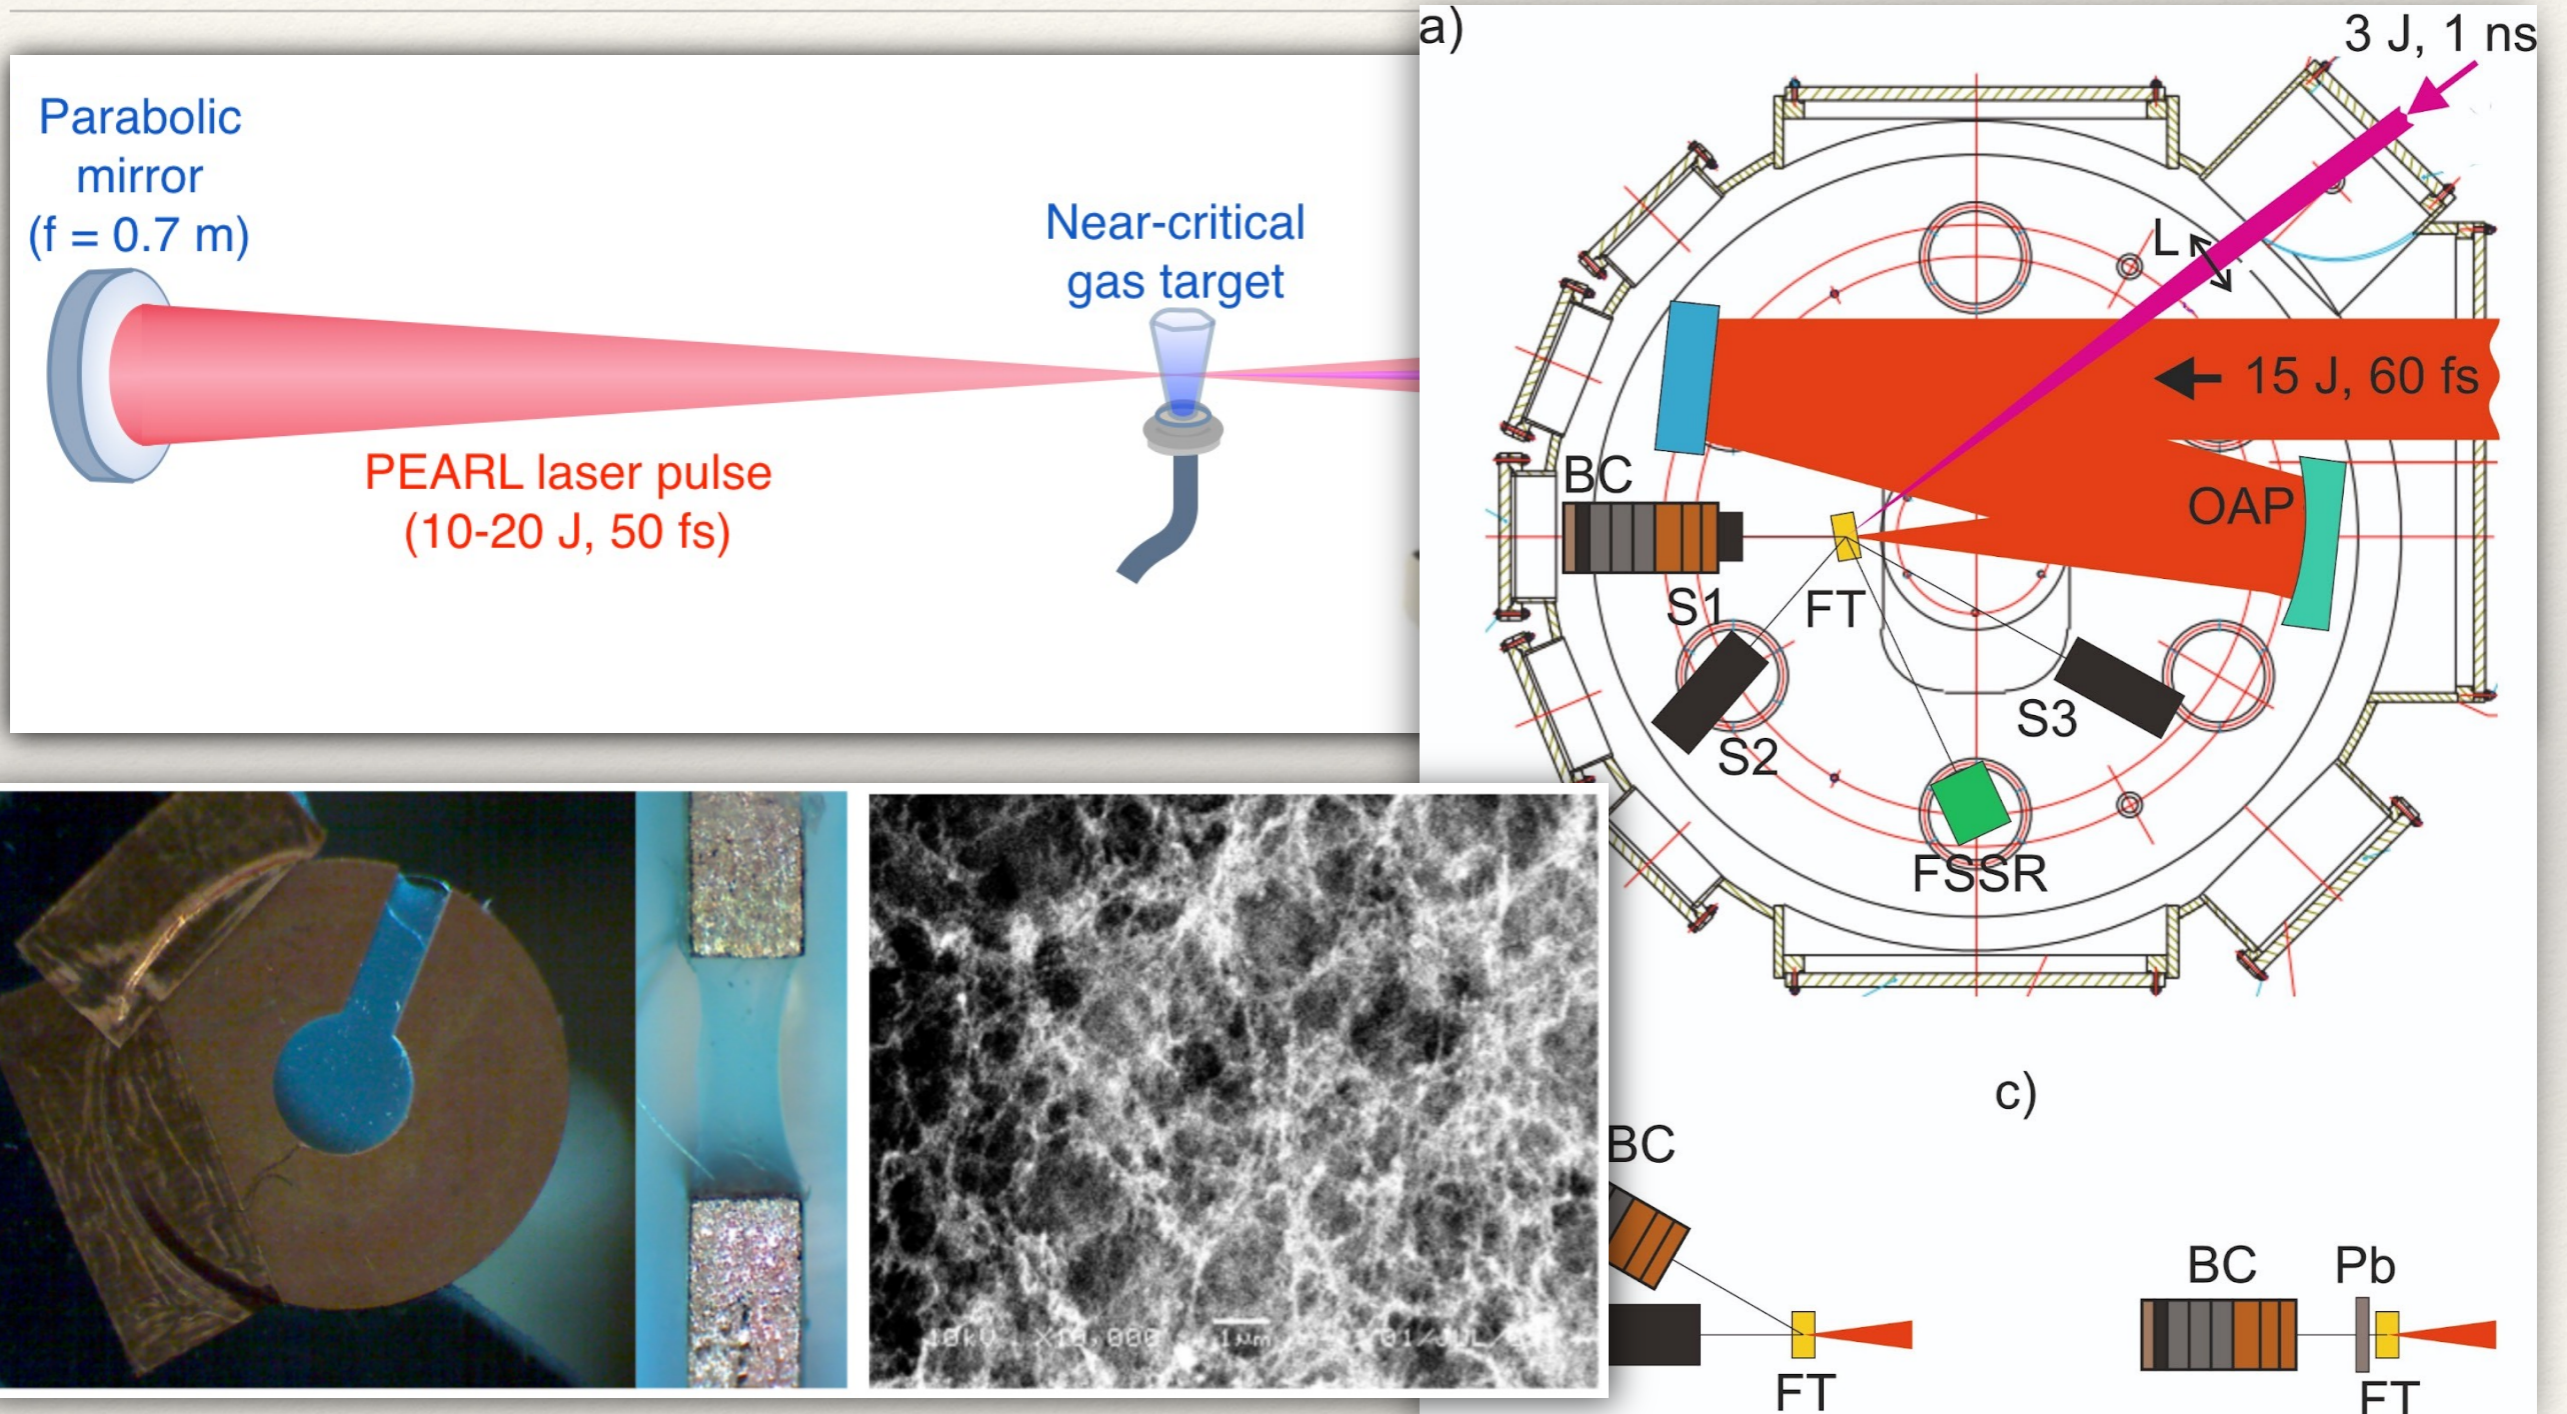 Parabolic
mirror
(f = 0.7 m)
Near-critical
gas target
PEARL laser pulse
(10-20 J, 50 fs)
a)
3 J, 1 ns
L
15 J, 60 fs
BC
OAP
S1
FT
S2
S3
FSSR
1µm
c)
BC
FT
BC
Pb
FT